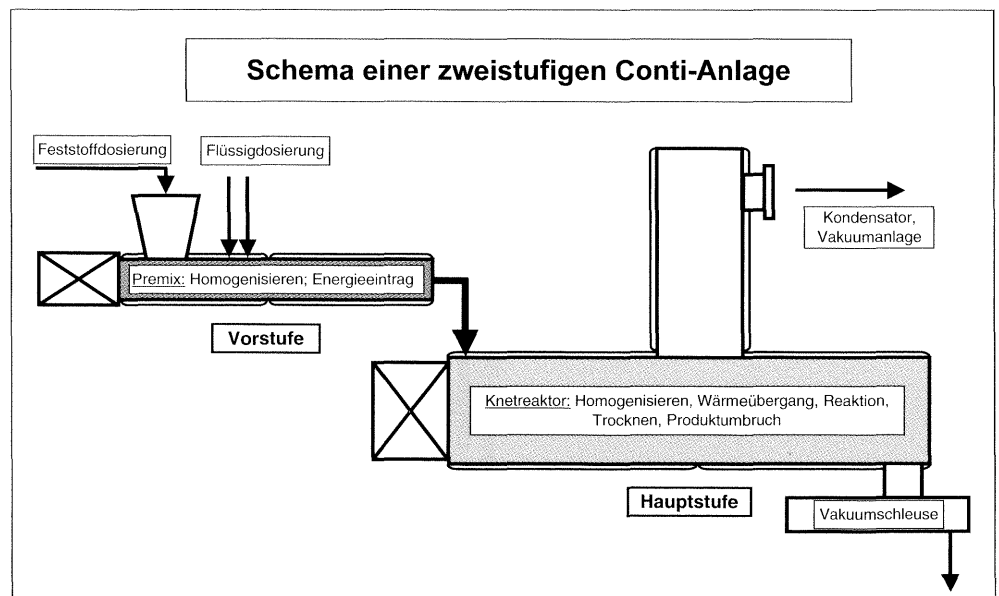 Schema einer zweistufigen Conti-Anlage
Feststoffdosierung
Flüssigdosierung
Kondensator,
Vakuumanlage
Premix: Homogenisieren; Energieeintrag
Vorstufe
Knetreaktor: Homogenisieren, Wärmeübergang, Reaktion,
Trocknen, Produktumbruch
Hauptstufe
Vakuumschleuse